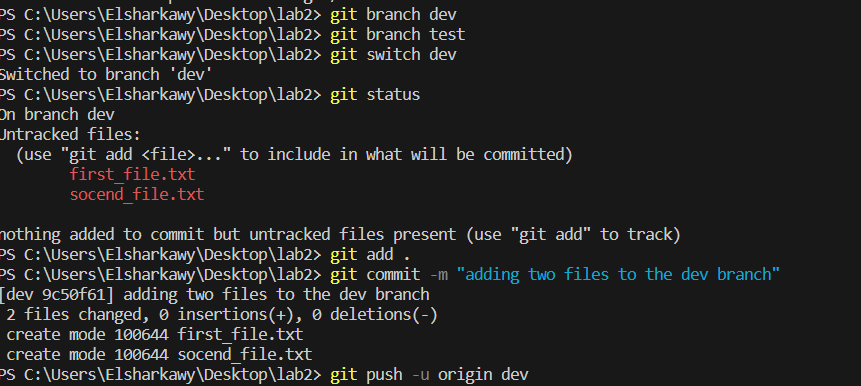 PS C:\Users\Elsharkawy\Desktop\lab2> git branch dev
PS C:\Users\Elsharkawy\Desktop\lab2> git branch test
PS C:\Users\Elsharkawy\Desktop\lab2> git switch dev
Switched to branch 'dev'
PS C:\Users\Elsharkawy\Desktop\lab2> git status
On branch dev
Untracked files:
  (use "git add <file>..." to include in what will be committed)
        first_file.txt
        socend_file.txt

nothing added to commit but untracked files present (use "git add" to track)
PS C:\Users\Elsharkawy\Desktop\lab2> git add .
PS C:\Users\Elsharkawy\Desktop\lab2> git commit -m "adding two files to the dev branch"
[dev 9c50f61] adding two files to the dev branch
 2 files changed, 0 insertions(+), 0 deletions(-)
 create mode 100644 first_file.txt
 create mode 100644 socend_file.txt
PS C:\Users\Elsharkawy\Desktop\lab2> git push -u origin dev